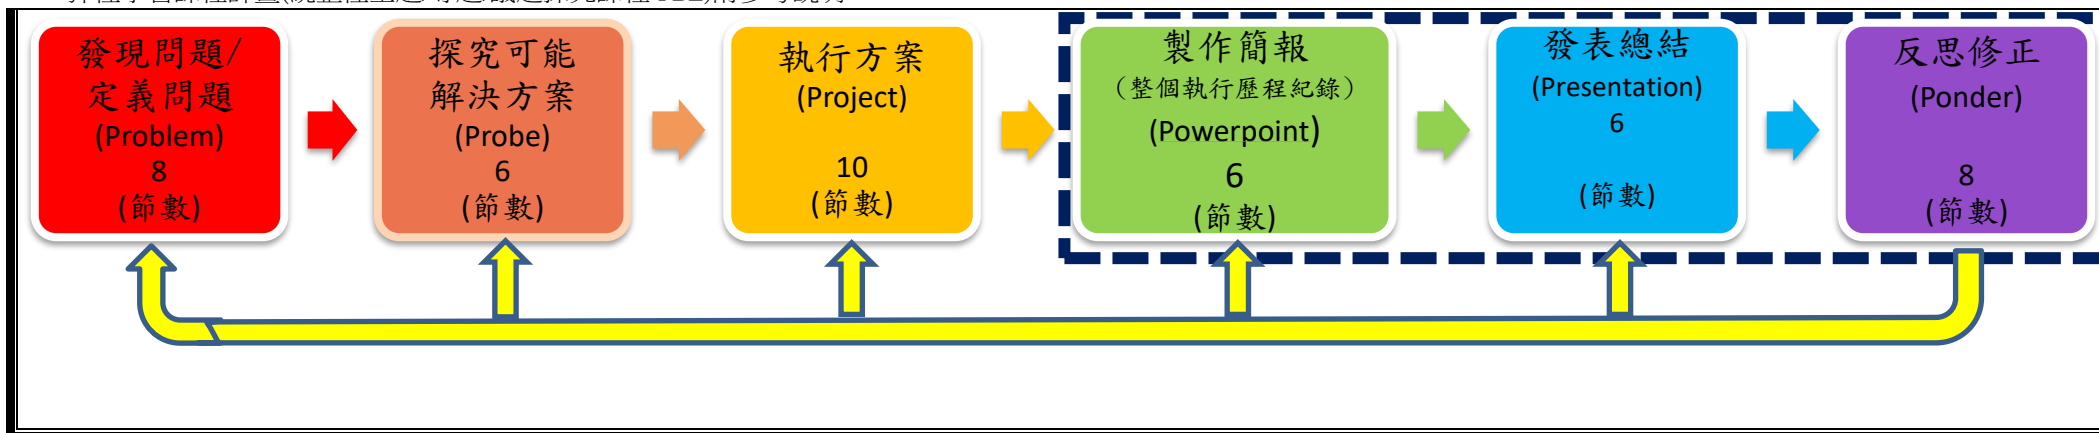 發現問題/
定義問題
(Problem)
8
(節數)
探究可能
解決方案
(Probe)
6
(節數)
執行方案
(Project)
10
(節數)
製作簡報
（整個執行歷程紀錄）
(Powerpoint)
6
(節數)
發表總結
(Presentation)
6
(節數)
反思修正
(Ponder)
8
(節數)